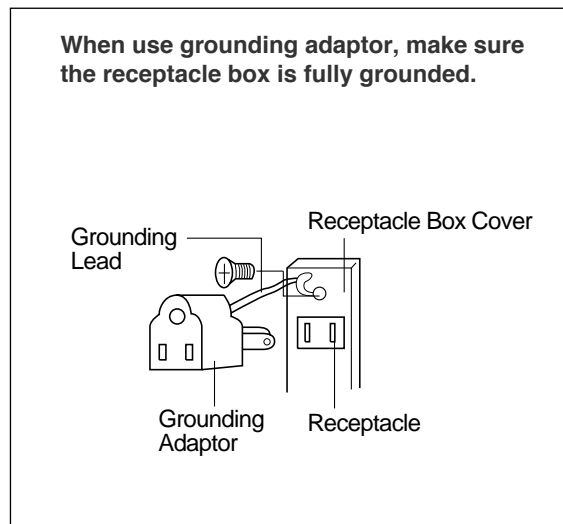 When use grounding adaptor, make sure
the receptacle box is fully grounded.
Grounding
Lead
Receptacle Box Cover
Grounding
Adaptor
Receptacle